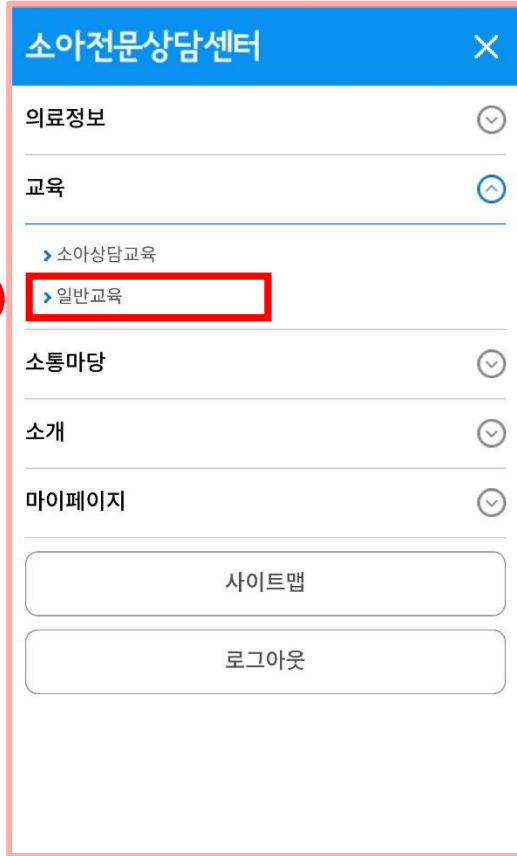 소아전문상담센터
의료정보
교육
소아상담교육
일반교육
소통마당
소개
마이페이지
사이트맵
로그아웃